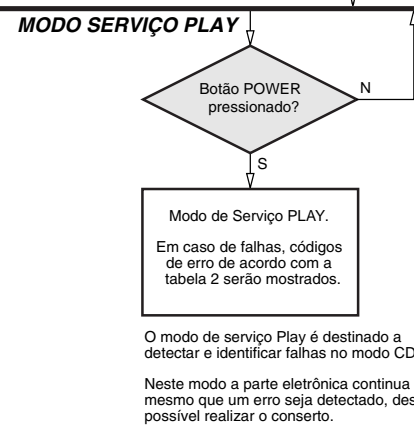 MODO SERVIÇO PLAY
Botão POWER
pressionado?
N
S
Modo de Serviço PLAY.
Em caso de falhas, códigos
de erro de acordo com a
tabela 2 serão mostrados.
O modo de serviço Play é destinado a
detectar e identificar falhas no modo CD
Neste modo a parte eletrônica continua
mesmo que um erro seja detectado,
possível realizar o conserto.